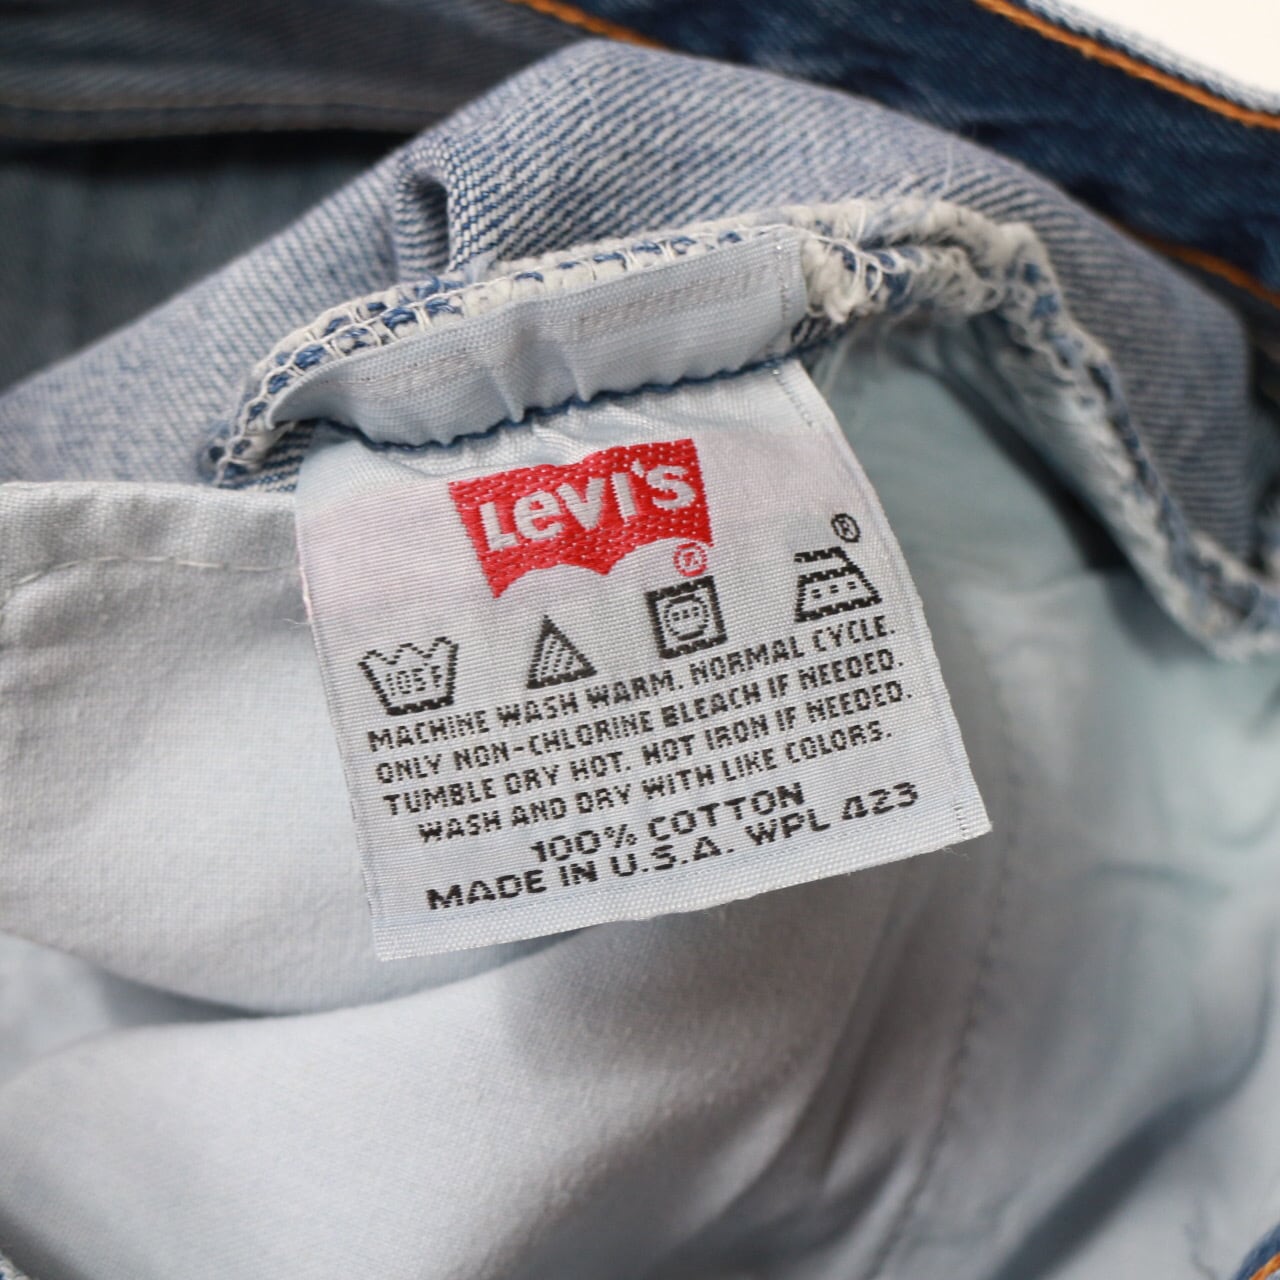 Levi's
®
®
105F
MACHINE WASH WARM. NORMAL CYCLE.
ONLY NON-CHLORINE BLEACH IF NEEDED.
TUMBLE DRY HOT. HOT IRON IF NEEDED.
WASH AND DRY WITH LIKE COLORS.
100% COTTON
MADE IN U.S.A. WPL 423